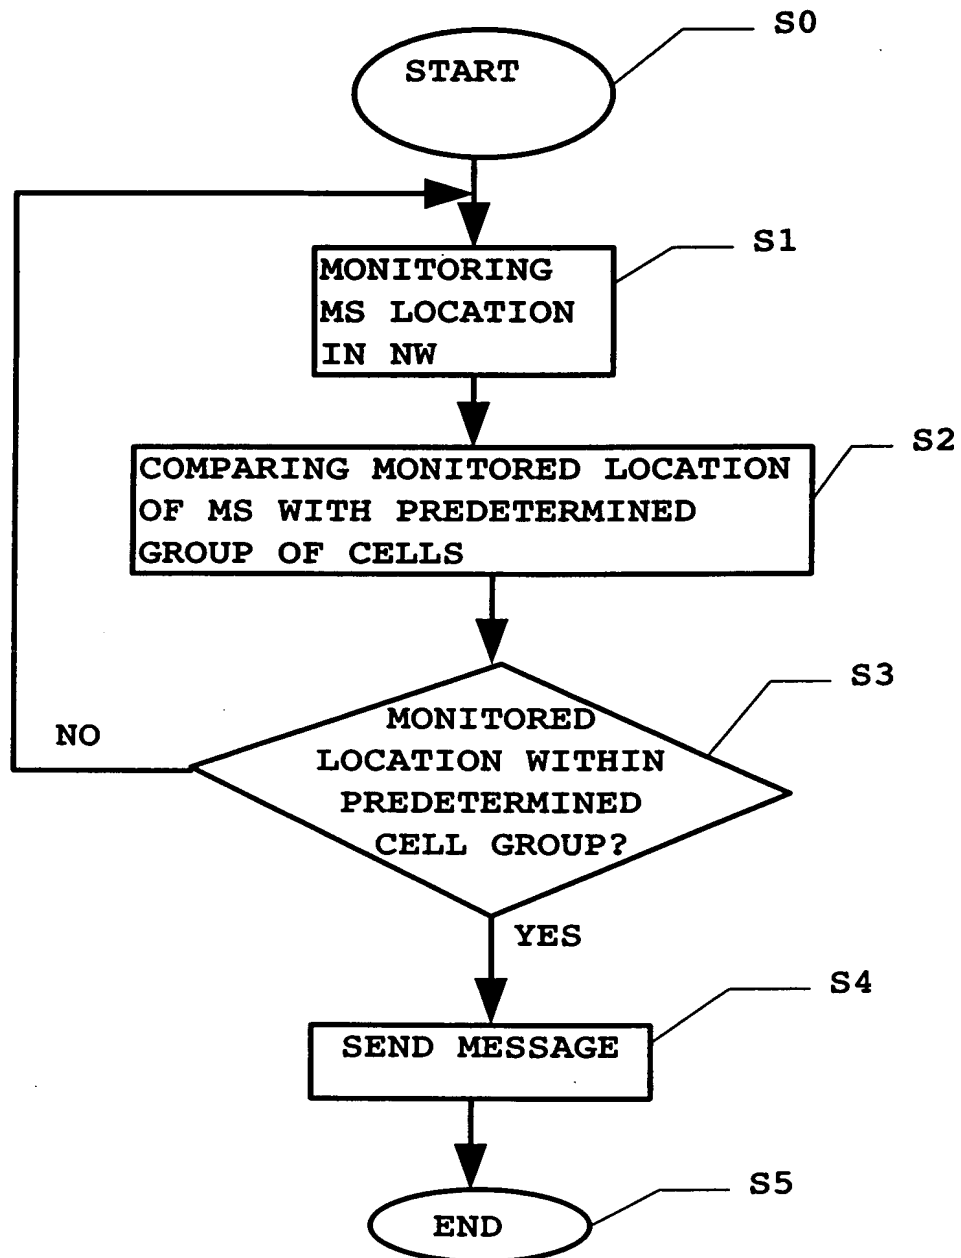 S0
START
S1
MONITORING
MS LOCATION
IN NW
S2
COMPARING MONITORED LOCATION
OF MS WITH PREDETERMINED
GROUP OF CELLS
S3
MONITORED
LOCATION WITHIN
PREDETERMINED
CELL GROUP?
NO
YES
S4
SEND MESSAGE
S5
END